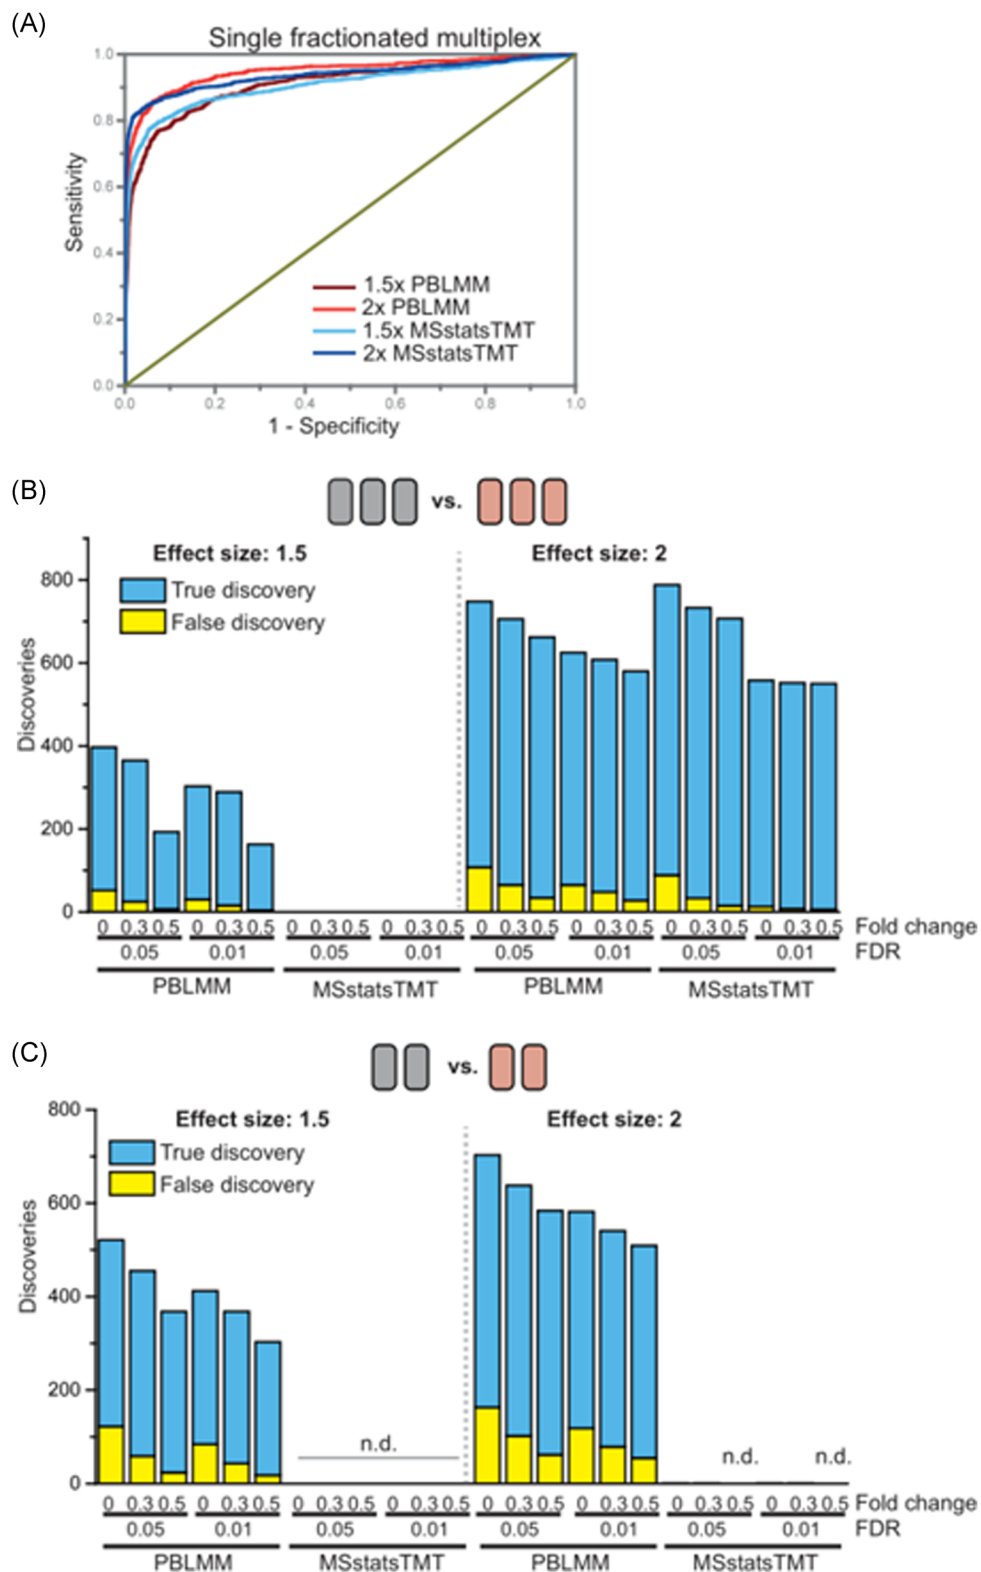 (A)
Single fractionated multiplex
1.0
0.8
0.6
0.4
0.2
0.0
Sensitivity
1.5x PBLMM
2x PBLMM
1.5x MSstatsTMT
2x MSstatsTMT
0.0 0.2 0.4 0.6 0.8 1.0
1 - Specificity
(B)
vs.
Effect size: 1.5 Effect size: 2
True discovery
False discovery
800
600
400
200
0
Discoveries
0 0.3 0.5 0 0.3 0.5 0 0.3 0.5 0 0.3 0.5 0 0.3 0.5 0 0.3 0.5 0 0.3 0.5 0 0.3 0.5 Fold change
0.05 0.01 0.05 0.01 0.05 0.01 0.05 0.01 FDR
PBLMM MSstatsTMT PBLMM MSstatsTMT
(C)
vs.
Effect size: 1.5 Effect size: 2
True discovery
False discovery
800
600
400
200
0
Discoveries
n.d. n.d. n.d.
0 0.3 0.5 0 0.3 0.5 0 0.3 0.5 0 0.3 0.5 0 0.3 0.5 0 0.3 0.5 0 0.3 0.5 0 0.3 0.5 Fold change
0.05 0.01 0.05 0.01 0.05 0.01 0.05 0.01 FDR
PBLMM MSstatsTMT PBLMM MSstatsTMT